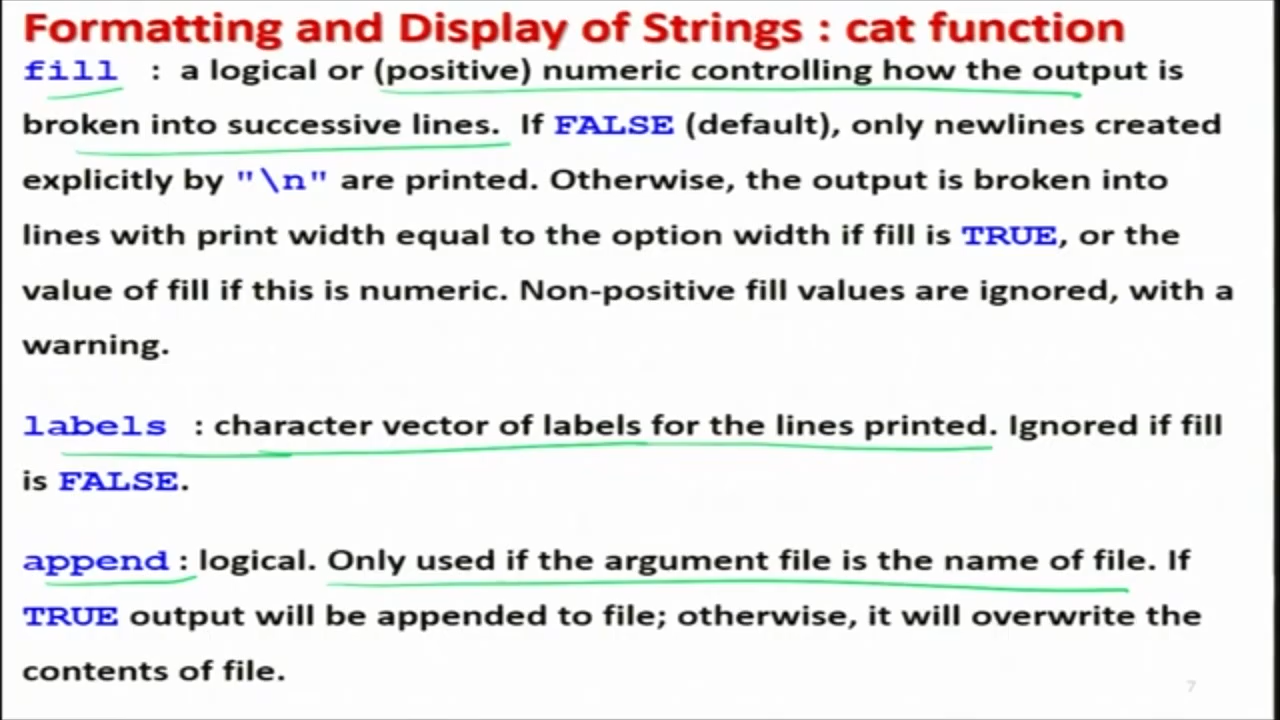 Formatting and Display of Strings : cat function
fill : a logical or (positive) numeric controlling how the output is
broken into successive lines. If FALSE (default), only newlines created
explicitly by "\n" are printed. Otherwise, the output is broken into
lines with print width equal to the option width if fill is TRUE, or the
value of fill if this is numeric. Non-positive fill values are ignored, with a
warning.
labels : character vector of labels for the lines printed. Ignored if fill
is FALSE.
append : logical. Only used if the argument file is the name of file. If
TRUE output will be appended to file; otherwise, it will overwrite the
contents of file.
7